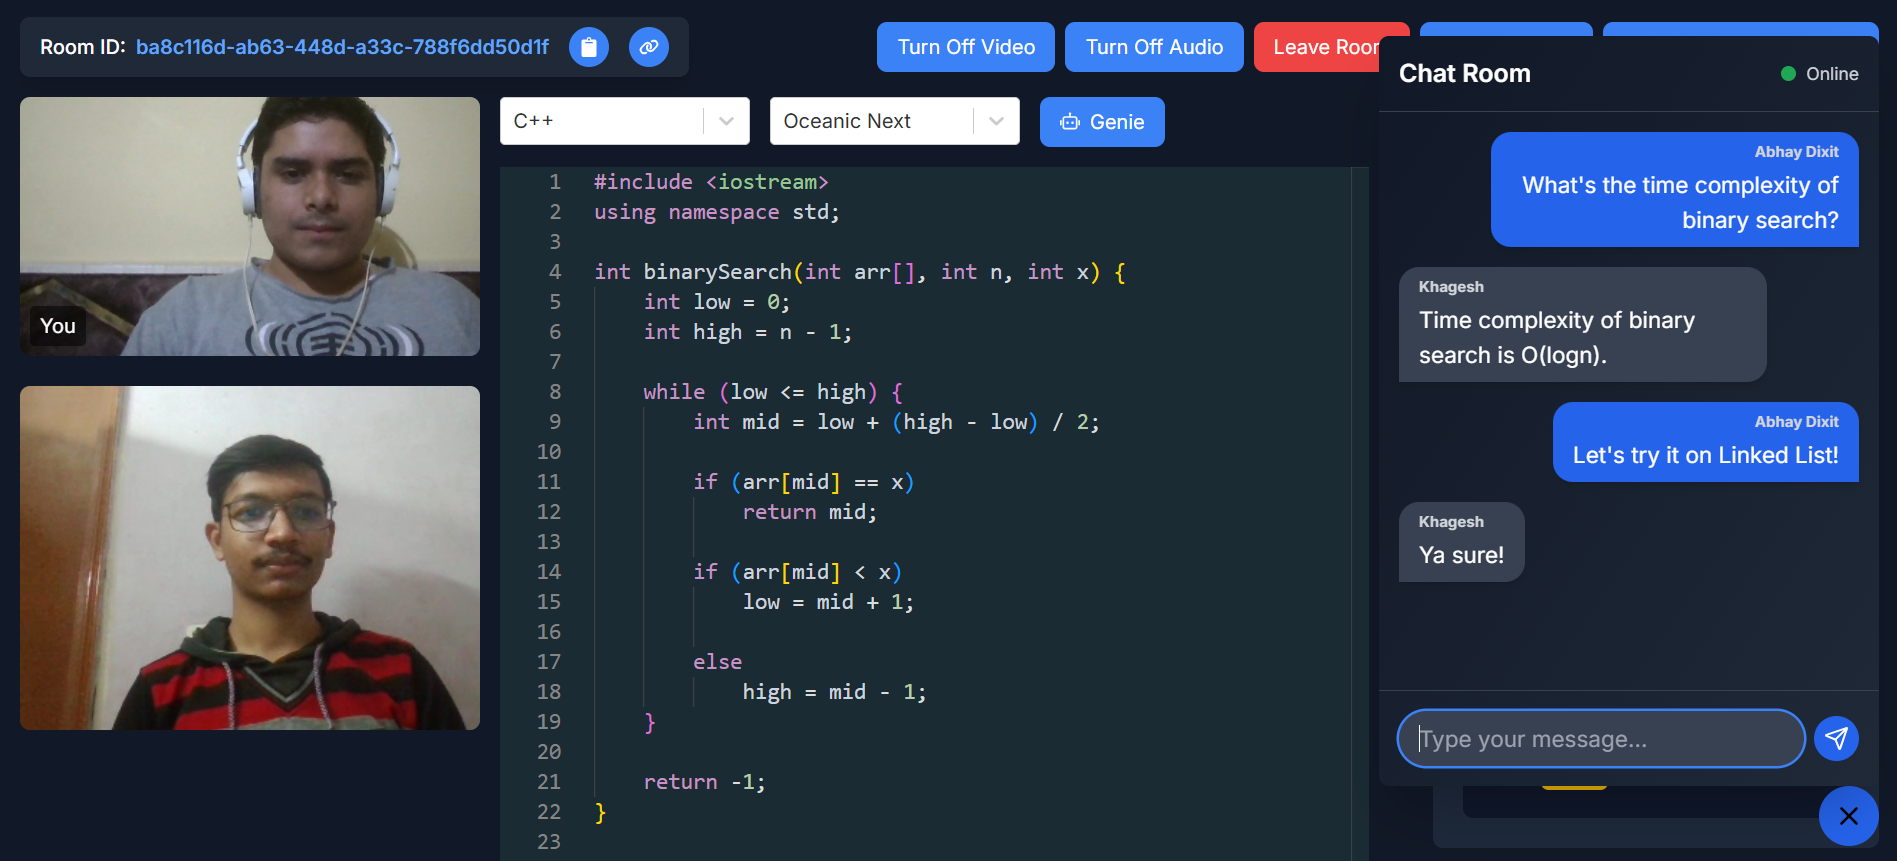 Room ID: ba8c116d-ab63-448d-a33c-788f6dd50d1f
Turn Off Video
Turn Off Audio
Leave Roo
C++
Oceanic Next
Genie
You
1 #include <iostream>
2 using namespace std;
3
4 int binarySearch(int arr[], int n, int x) {
5     int low = 0;
6     int high = n - 1;
7
8     while (low <= high) {
9         int mid = low + (high - low) / 2;
10
11         if (arr[mid] == x)
12             return mid;
13
14         if (arr[mid] < x)
15             low = mid + 1;
16
17         else
18             high = mid - 1;
19     }
20
21     return -1;
22 }
23
Chat Room
Online
Abhay Dixit
What's the time complexity of
binary search?
Khagesh
Time complexity of binary
search is O(logn).
Abhay Dixit
Let's try it on Linked List!
Khagesh
Ya sure!
Type your message...